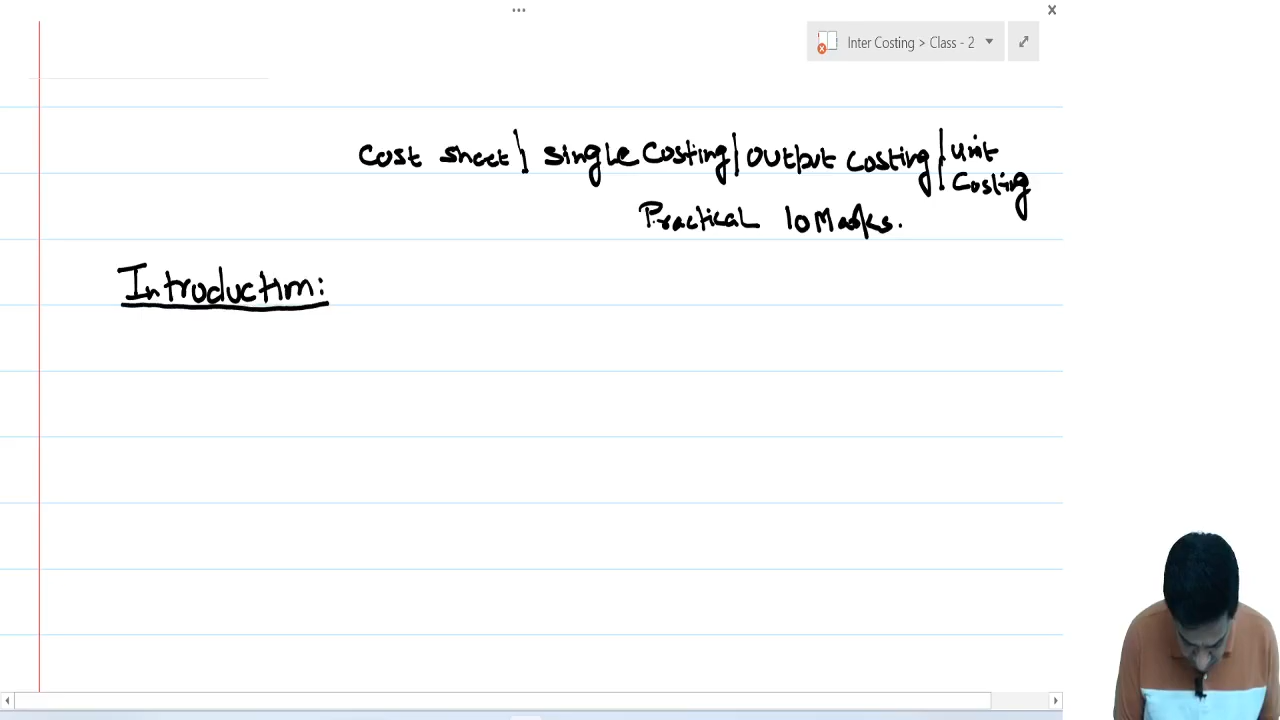 Inter Costing > Class - 2
Cost sheet | Single Costing | Output Costing | Unit Costing
Practical 10 Marks.
Introduction: